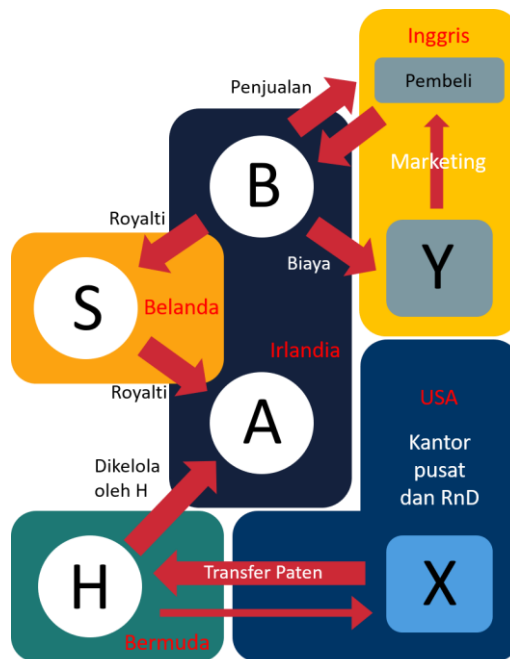 Inggris
Pembeli
Penjualan
Marketing
B
Royalti
Biaya
Y
S
Belanda
Irlandia
Royalti
A
USA
Kantor
pusat
dan RnD
Dikelola
oleh H
H
Transfer Paten
X
Bermuda